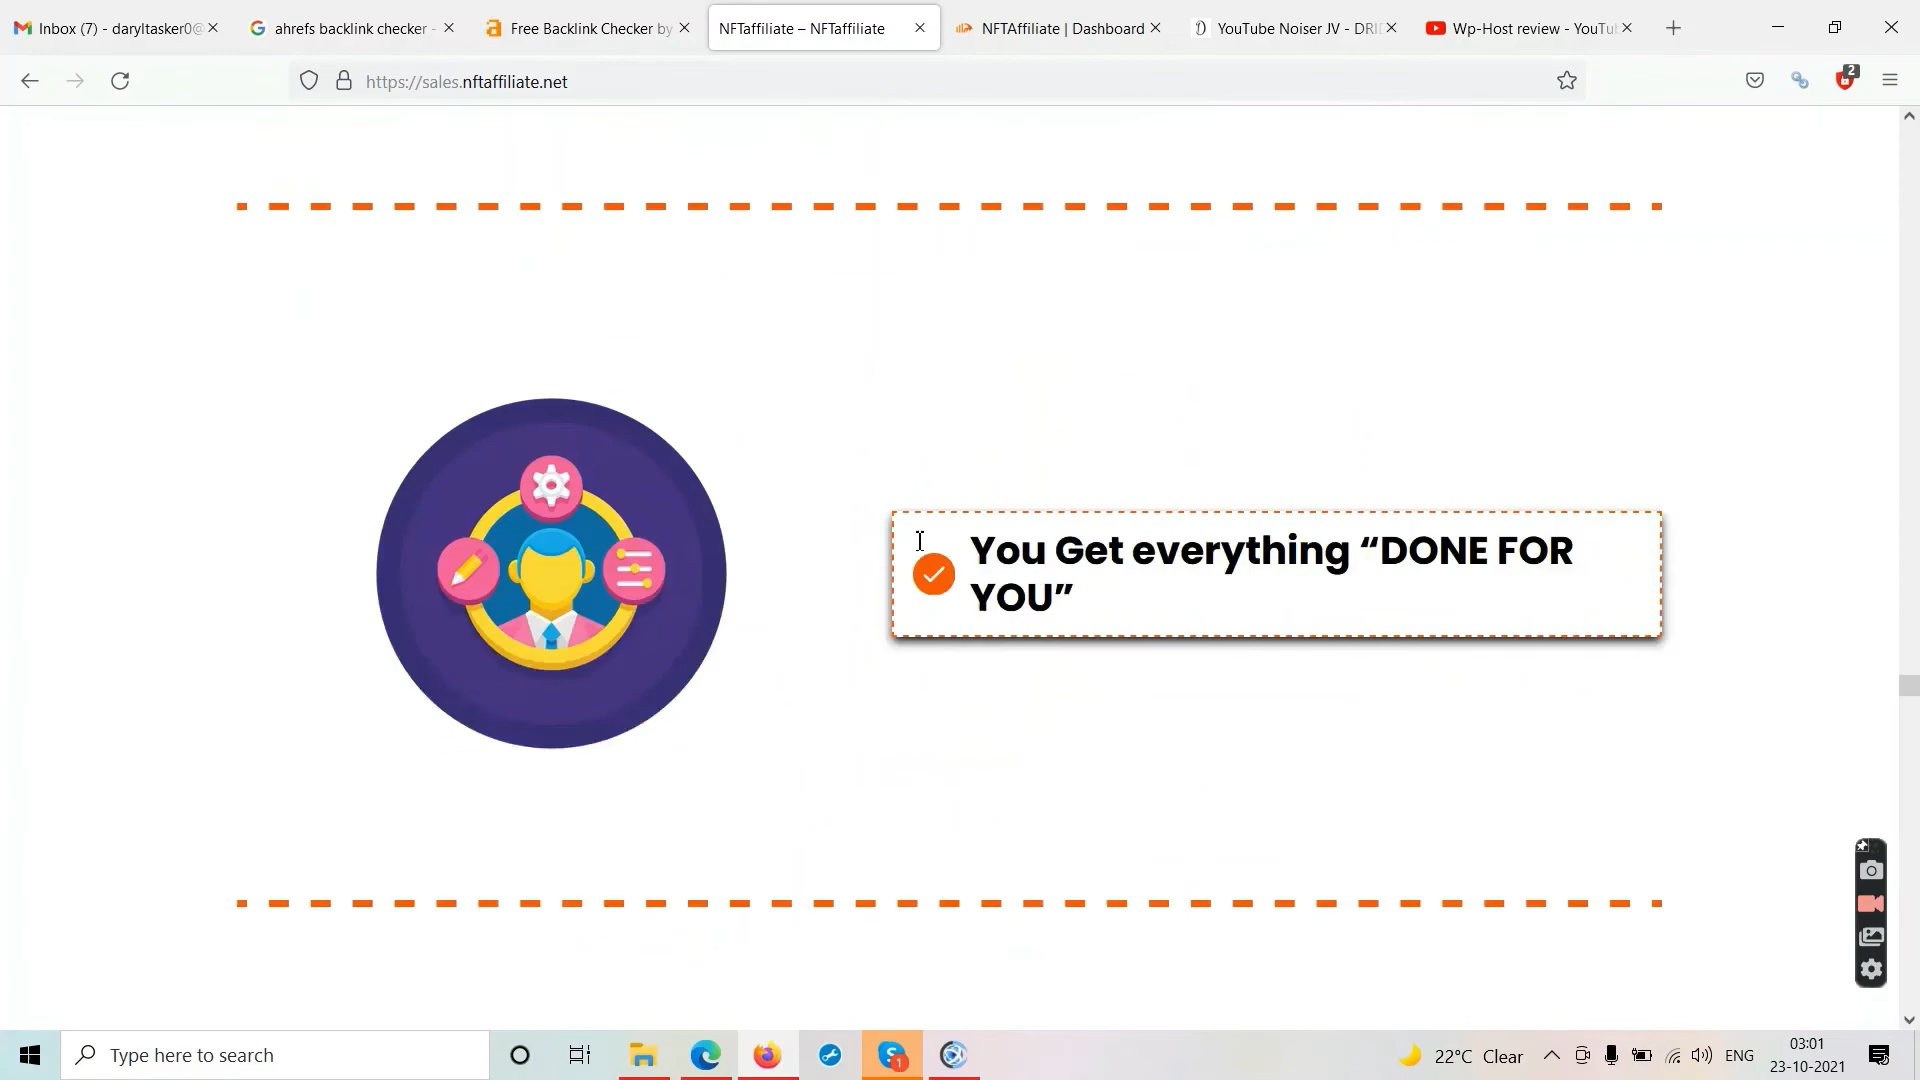 Inbox (7) - daryltasker0@
ahrefs backlink checker -
Free Backlink Checker by
NFTaffiliate – NFTaffiliate
NFTAffiliate | Dashboard
YouTube Noiser JV - DRI
Wp-Host review - YouTu
https://sales.nftaffiliate.net
2
You Get everything “DONE FOR
YOU”
Type here to search
1
22°C Clear
ENG
03:01
23-10-2021